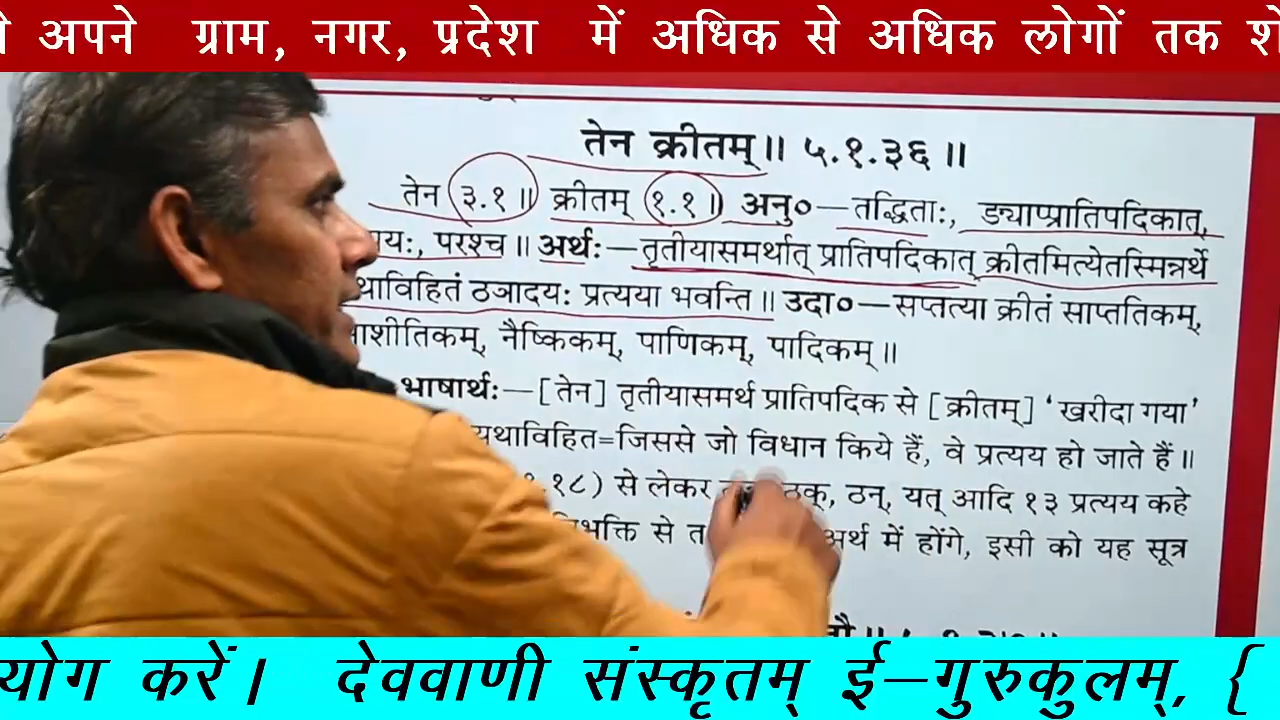 अपने ग्राम, नगर, प्रदेश में अधिक से अधिक लोगों तक
तेन क्रीतम् ॥ ५.१.३६ ॥
तेन ३.१ ॥ क्रीतम् १.१ ॥ अनु०—तद्धिताः, ङ्याप्प्रातिपदिकात्,
परश्च ॥ अर्थः—तृतीयासमर्थात् प्रातिपदिकात् क्रीतमित्येतस्मिन्नर्थे
ठञादयः प्रत्यया भवन्ति ॥ उदा०—सप्तत्या क्रीतं साप्ततिकम्,
नैष्किकम्, पाणिकम्, पादिकम् ॥
भाषार्थः—[तेन] तृतीयासमर्थ प्रातिपदिक से [क्रीतम्] ‘खरीदा गया’
यथाविहित=जिससे जो विधान किये हैं, वे प्रत्यय हो जाते हैं ॥
१८) से लेकर ठक्, ठन्, यत् आदि १३ प्रत्यय कहे
से अर्थ में होंगे, इसी को यह सूत्र
करें। देववाणी संस्कृतम् ई-गुरुकुलम्, {